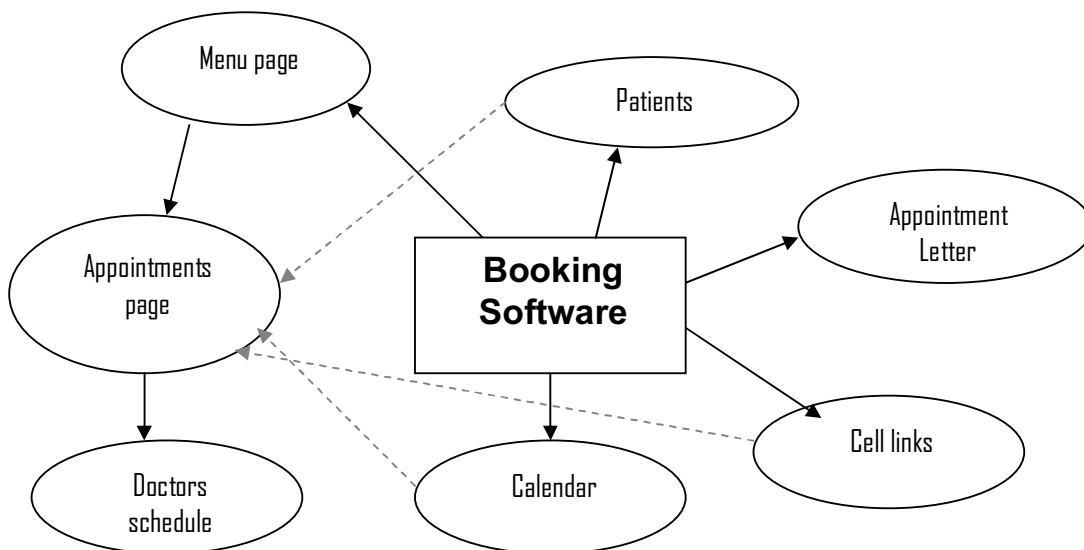 Menu page
Patients
Appointment
Letter
Appointments
page
Booking
Software
Cell links
Doctors
schedule
Calendar